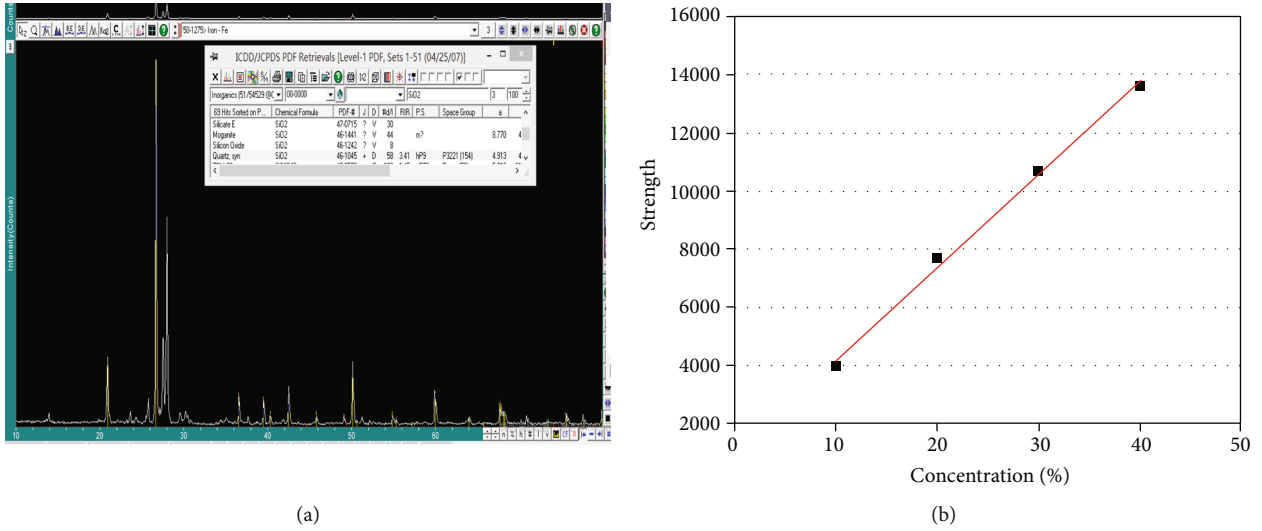 Counts
50-1275> Iron - Fe
3
ICDD/JCPDS PDF Retrievals [Level-1 PDF, Sets 1-51 (04/25/07)]
Inorganics (51/54529 @C
00-0000
SiO2
3
100
69 Hits Sorted on P... Chemical Formula PDF-# J D #d/I RIR P.S. Space Group a
Silicate E SiO2 47-0715 ? V 30
Moganite SiO2 46-1441 ? V 44 m? 8.770 4
Silicon Oxide SiO2 46-1242 ? V 8
Quartz, syn SiO2 46-1045 + D 58 3.41 hP9 P3221 (154) 4.913 4
Intensity(Counts)
10 20 30 40 50 60
n % h # l v
(a)
16000
14000
12000
10000
8000
6000
4000
2000
Strength
0 10 20 30 40 50
Concentration (%)
(b)